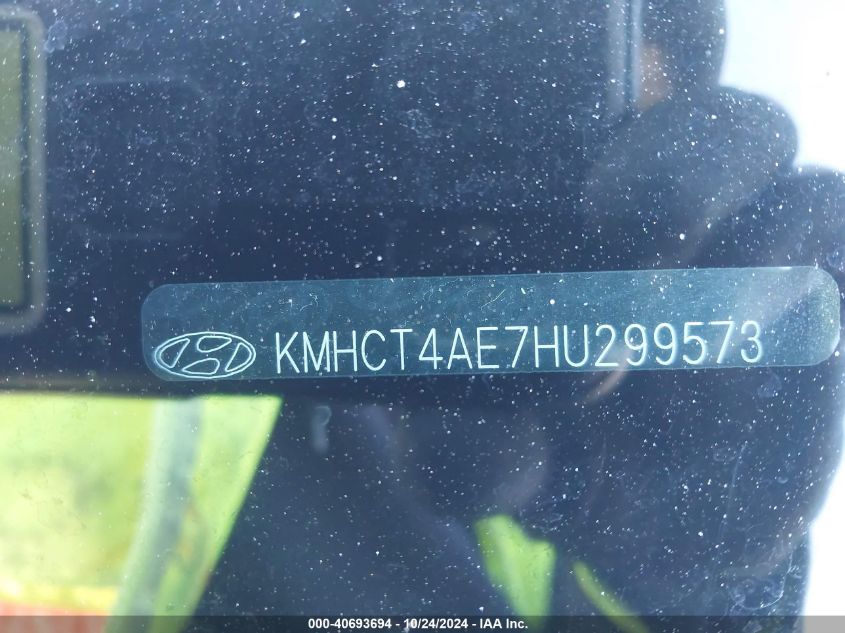 KMHCT4AE7HU299573
000-40693694 - 10/24/2024 - IAA Inc.